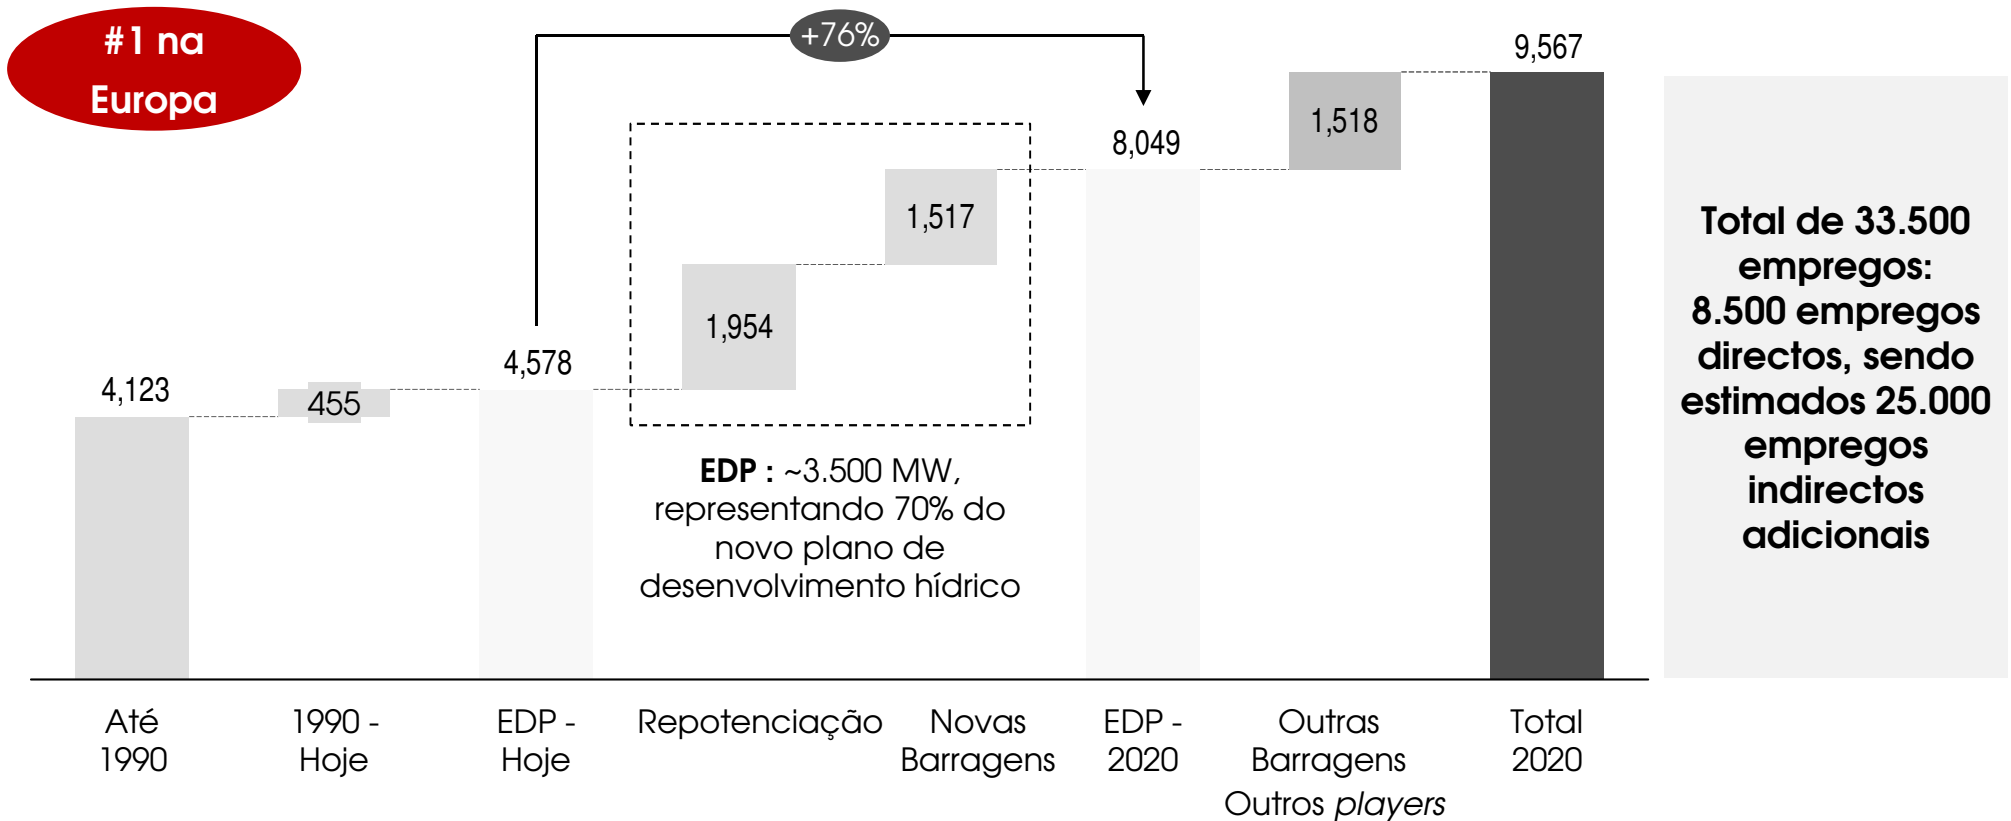 #1 na
Europa
+76%
9,567
1,518
8,049
1,517
1,954
4,578
455
4,123
EDP : ~3.500 MW,
representando 70% do
novo plano de
desenvolvimento hídrico
Total de 33.500
empregos:
8.500 empregos
directos, sendo
estimados 25.000
empregos
indirectos
adicionais
Até
1990
1990 -
Hoje
EDP -
Hoje
Repotenciação
Novas
Barragens
EDP -
2020
Outras
Barragens
Outros players
Total
2020